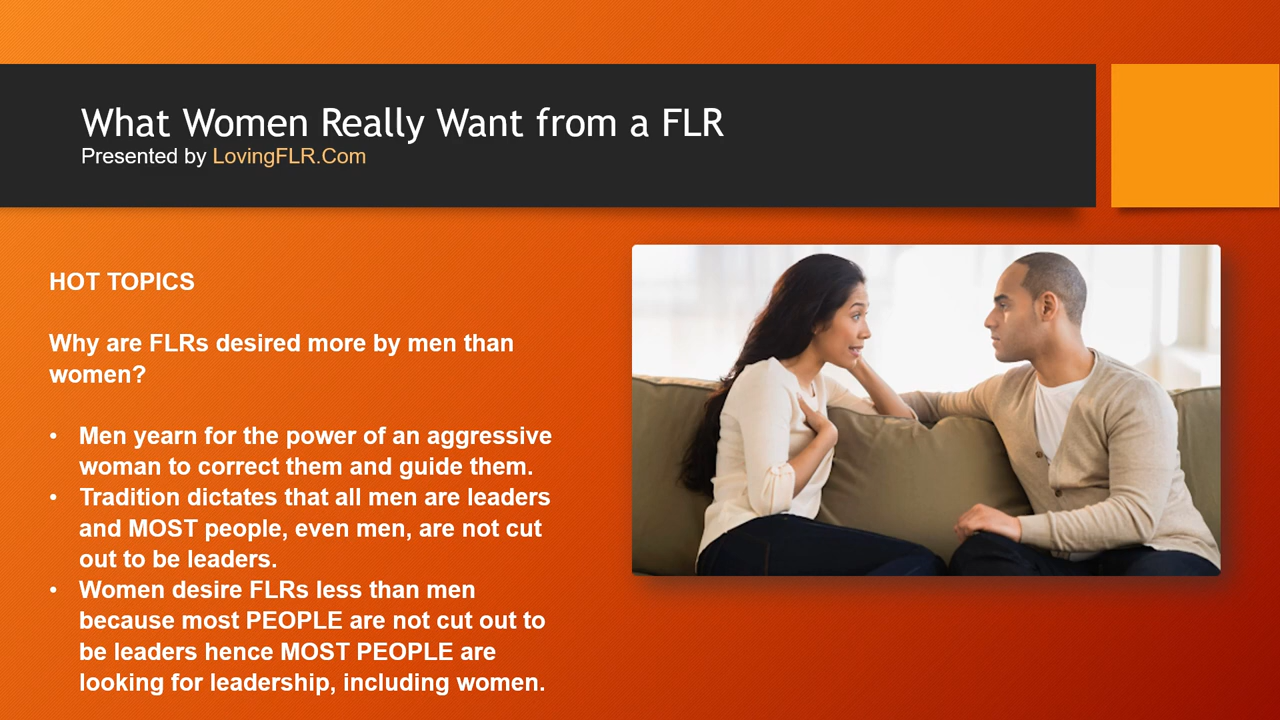 What Women Really Want from a FLR
Presented by LovingFLR.Com
HOT TOPICS
Why are FLRs desired more by men than
women?
• Men yearn for the power of an aggressive
woman to correct them and guide them.
• Tradition dictates that all men are leaders
and MOST people, even men, are not cut
out to be leaders.
• Women desire FLRs less than men
because most PEOPLE are not cut out to
be leaders hence MOST PEOPLE are
looking for leadership, including women.